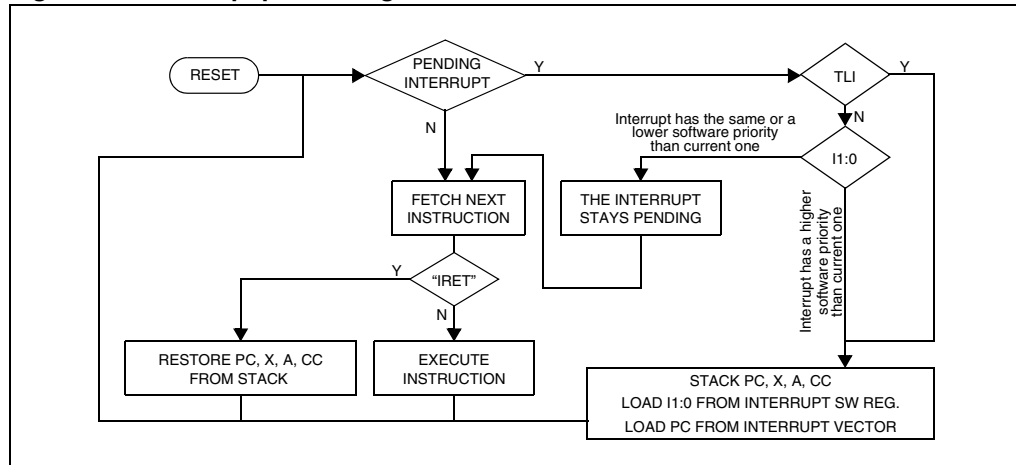 RESET
PENDING
INTERRUPT
Y
TLI
Y
N
N
Interrupt has the same or a
lower software priority
than current one
I1:0
FETCH NEXT
INSTRUCTION
THE INTERRUPT
STAYS PENDING
Interrupt has a higher
software priority
than current one
Y
“IRET”
N
RESTORE PC, X, A, CC
FROM STACK
EXECUTE
INSTRUCTION
STACK PC, X, A, CC
LOAD I1:0 FROM INTERRUPT SW REG.
LOAD PC FROM INTERRUPT VECTOR